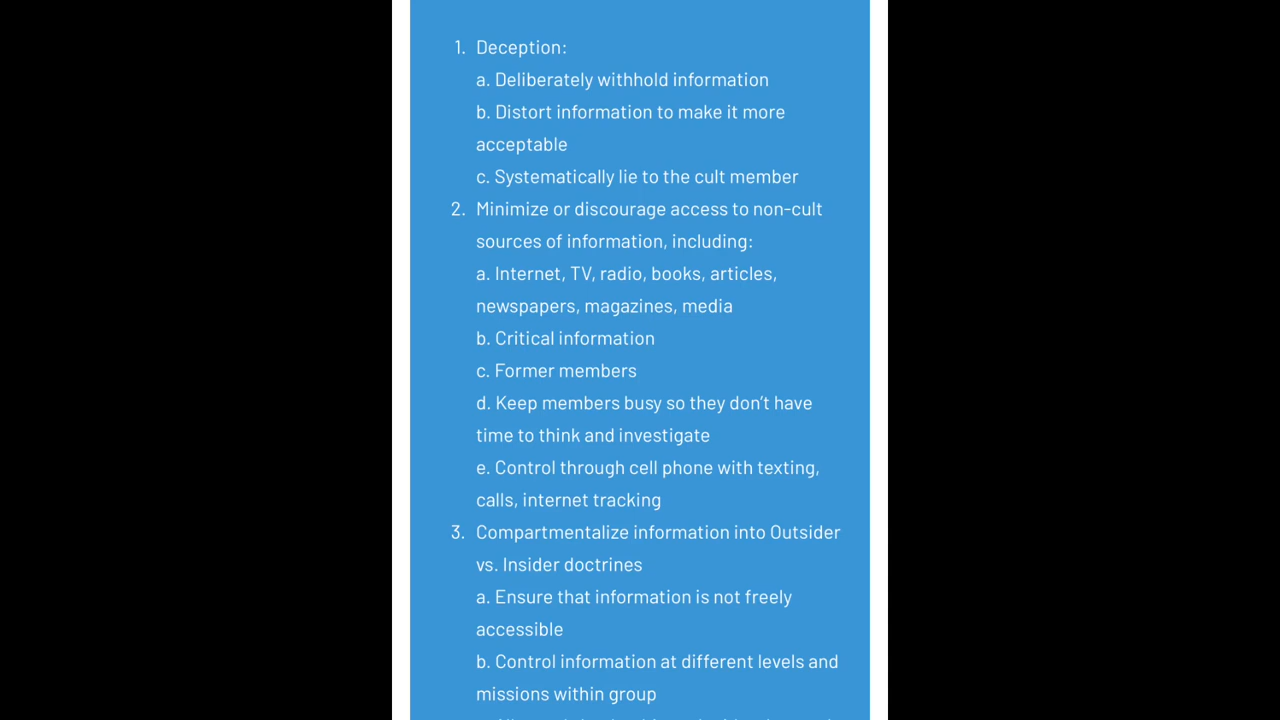 1. Deception:
a. Deliberately withhold information
b. Distort information to make it more
acceptable
c. Systematically lie to the cult member
2. Minimize or discourage access to non-cult
sources of information, including:
a. Internet, TV, radio, books, articles,
newspapers, magazines, media
b. Critical information
c. Former members
d. Keep members busy so they don’t have
time to think and investigate
e. Control through cell phone with texting,
calls, internet tracking
3. Compartmentalize information into Outsider
vs. Insider doctrines
a. Ensure that information is not freely
accessible
b. Control information at different levels and
missions within group